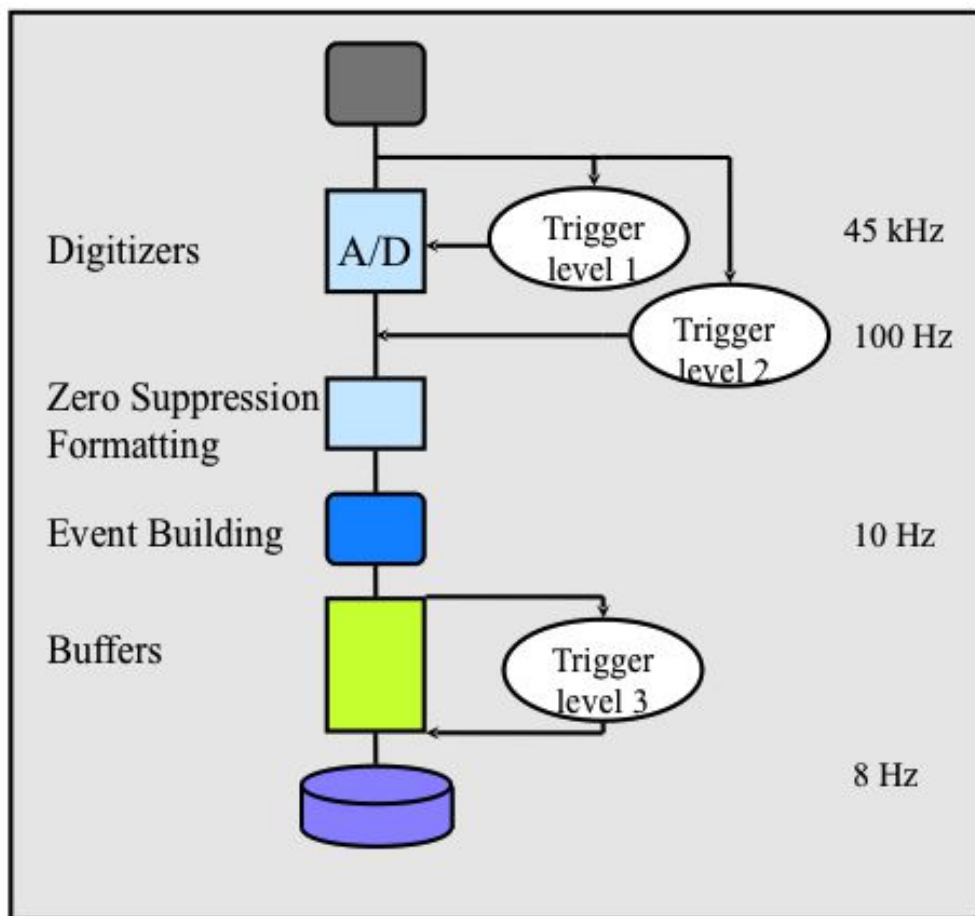 Digitizers
A/D
Trigger
level 1
45 kHz
Trigger
level 2
100 Hz
Zero Suppression
Formatting
Event Building
10 Hz
Buffers
Trigger
level 3
8 Hz